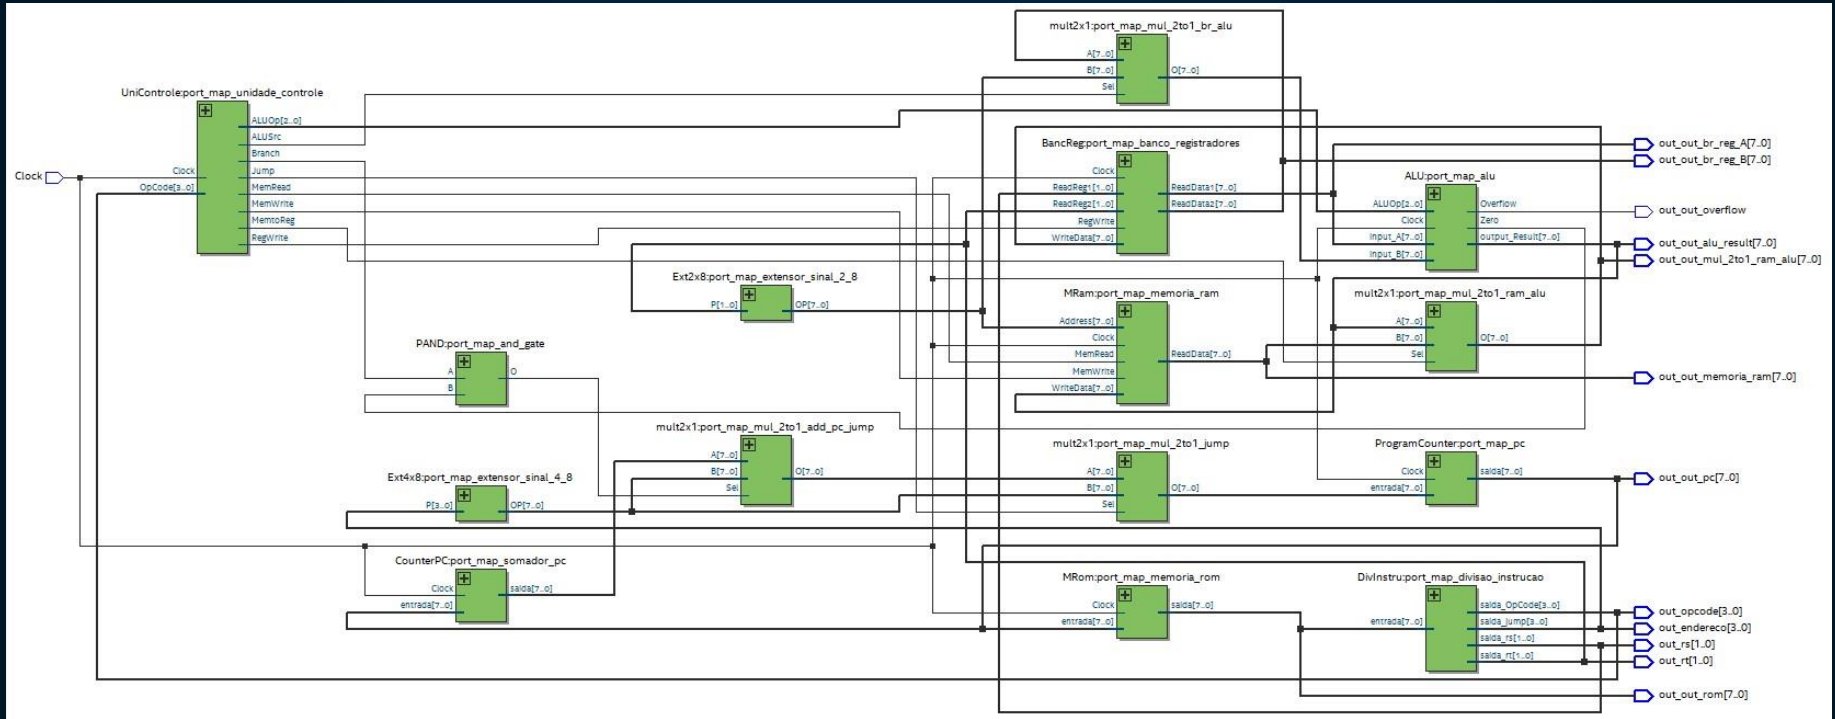 mult2x1:port_map_mul_2to1_br_alu
A[7..0]
B[7..0]
Sel
O[7..0]
UniControle:port_map_unidade_controle
Clock
OpCode[3..0]
ALUOp[2..0]
ALUSrc
Branch
Jump
MemRead
MemWrite
MemtoReg
RegWrite
Clock
BancReg:port_map_banco_registradores
Clock
ReadReg1[1..0]
ReadReg2[1..0]
RegWrite
WriteData[7..0]
ReadData1[7..0]
ReadData2[7..0]
ALU:port_map_alu
ALUOp[2..0]
Clock
Input_A[7..0]
Input_B[7..0]
Overflow
Zero
output_Result[7..0]
out_out_br_reg_A[7..0]
out_out_br_reg_B[7..0]
out_out_overflow
out_out_alu_result[7..0]
out_out_mul_2to1_ram_alu[7..0]
Ext2x8:port_map_extensor_sinal_2_8
P[1..0]
OP[7..0]
MRam:port_map_memoria_ram
Address[7..0]
Clock
MemRead
MemWrite
WriteData[7..0]
ReadData[7..0]
mult2x1:port_map_mul_2to1_ram_alu
A[7..0]
B[7..0]
Sel
O[7..0]
out_out_memoria_ram[7..0]
PAND:port_map_and_gate
A
B
O
mult2x1:port_map_mul_2to1_add_pc_jump
A[7..0]
B[7..0]
Sel
O[7..0]
mult2x1:port_map_mul_2to1_jump
A[7..0]
B[7..0]
Sel
O[7..0]
ProgramCounter:port_map_pc
Clock
entrada[7..0]
saida[7..0]
out_out_pc[7..0]
Ext4x8:port_map_extensor_sinal_4_8
P[3..0]
OP[7..0]
CounterPC:port_map_somador_pc
Clock
entrada[7..0]
saida[7..0]
MRom:port_map_memoria_rom
Clock
entrada[7..0]
saida[7..0]
DivInstru:port_map_divisao_instrucao
entrada[7..0]
saida_OpCode[3..0]
saida_jump[3..0]
saida_rs[1..0]
saida_rt[1..0]
out_opcode[3..0]
out_endereco[3..0]
out_rs[1..0]
out_rt[1..0]
out_out_rom[7..0]